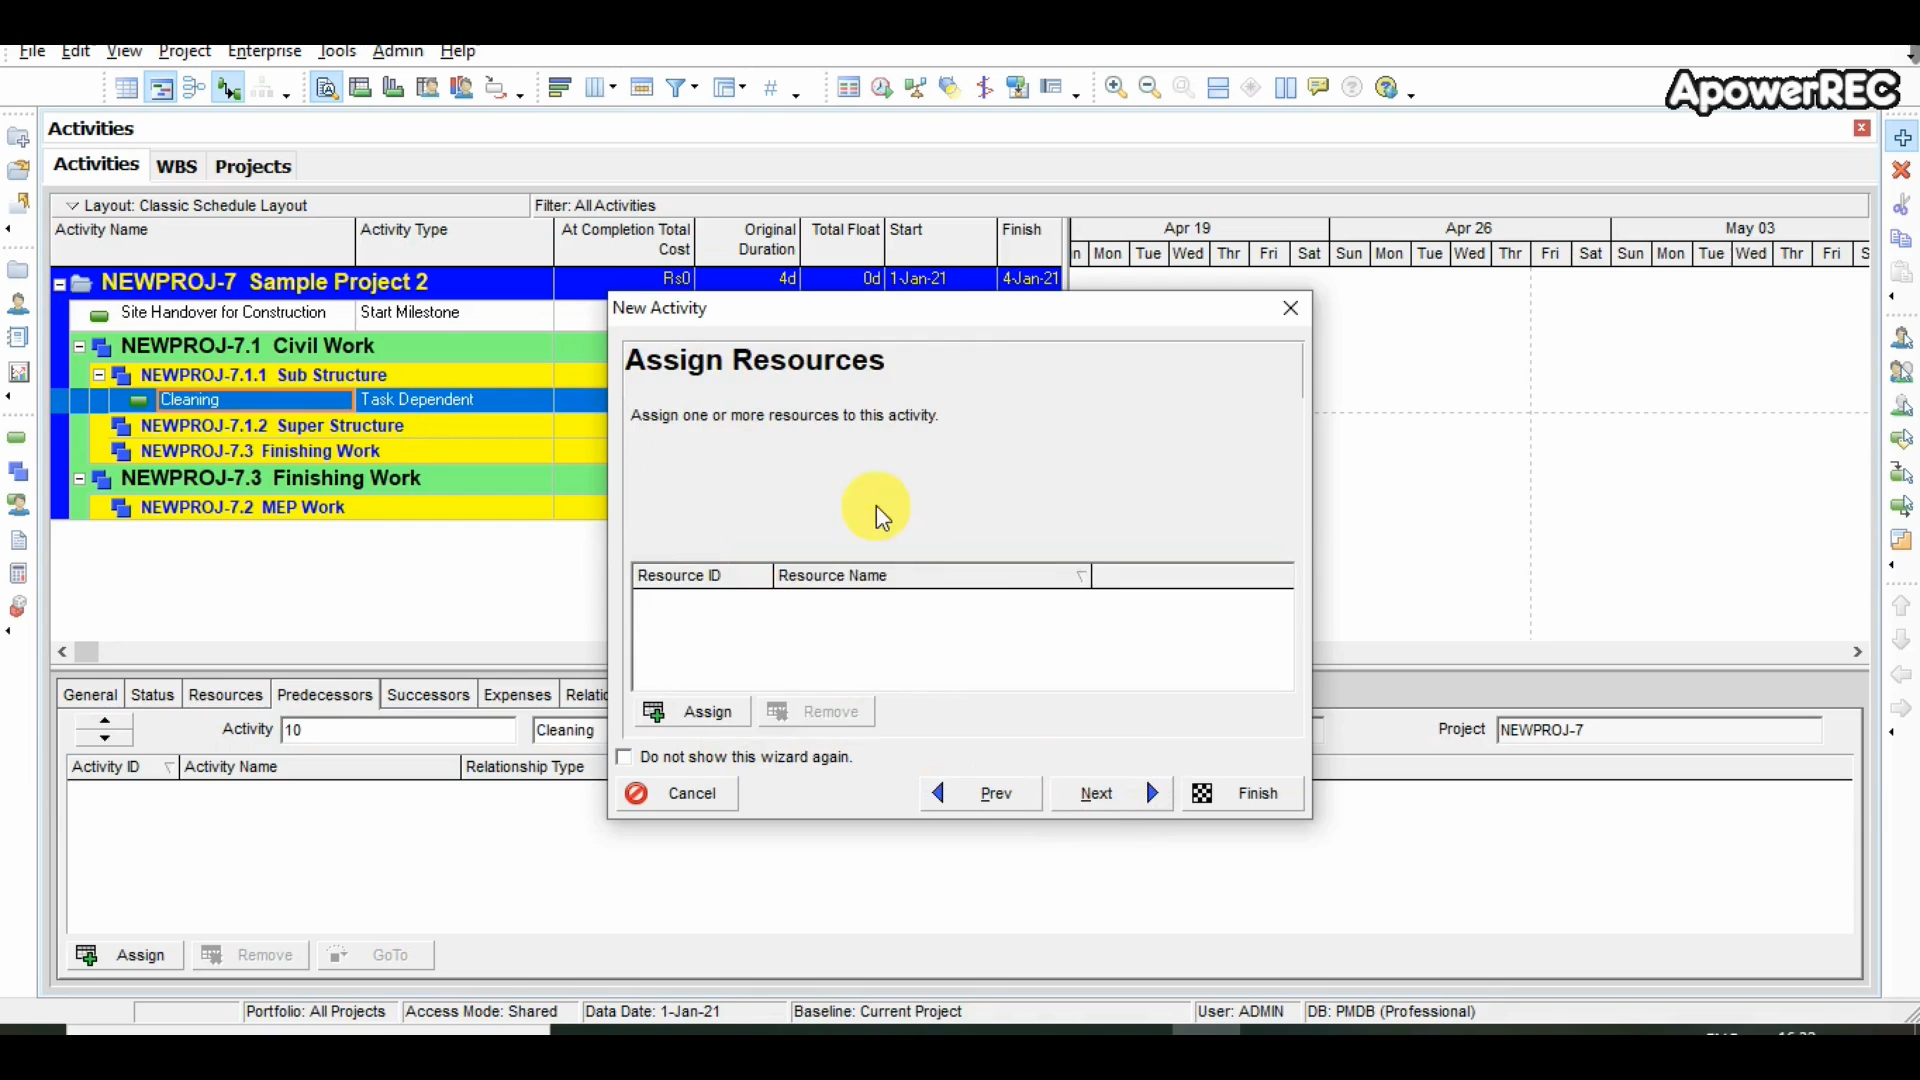 File Edit View Project Enterprise Tools Admin Help
ApowerREC
Activities
Activities WBS Projects
Layout: Classic Schedule Layout Filter: All Activities
Activity Name Activity Type At Completion Total Cost Original Duration Total Float Start Finish
Apr 19 Apr 26 May 03
n Mon Tue Wed Thr Fri Sat Sun Mon Tue Wed Thr Fri Sat Sun Mon Tue Wed Thr Fri S
NEWPROJ-7 Sample Project 2 Rs0 4d 0d 1-Jan-21 4-Jan-21
Site Handover for Construction Start Milestone
NEWPROJ-7.1 Civil Work
NEWPROJ-7.1.1 Sub Structure
Cleaning Task Dependent
NEWPROJ-7.1.2 Super Structure
NEWPROJ-7.3 Finishing Work
NEWPROJ-7.3 Finishing Work
NEWPROJ-7.2 MEP Work
New Activity
Assign Resources
Assign one or more resources to this activity.
Resource ID Resource Name
Assign Remove
Do not show this wizard again.
Cancel Prev Next Finish
General Status Resources Predecessors Successors Expenses Relatio
Activity 10 Cleaning Project NEWPROJ-7
Activity ID Activity Name Relationship Type
Assign Remove GoTo
Portfolio: All Projects Access Mode: Shared Data Date: 1-Jan-21 Baseline: Current Project User: ADMIN DB: PMDB (Professional)